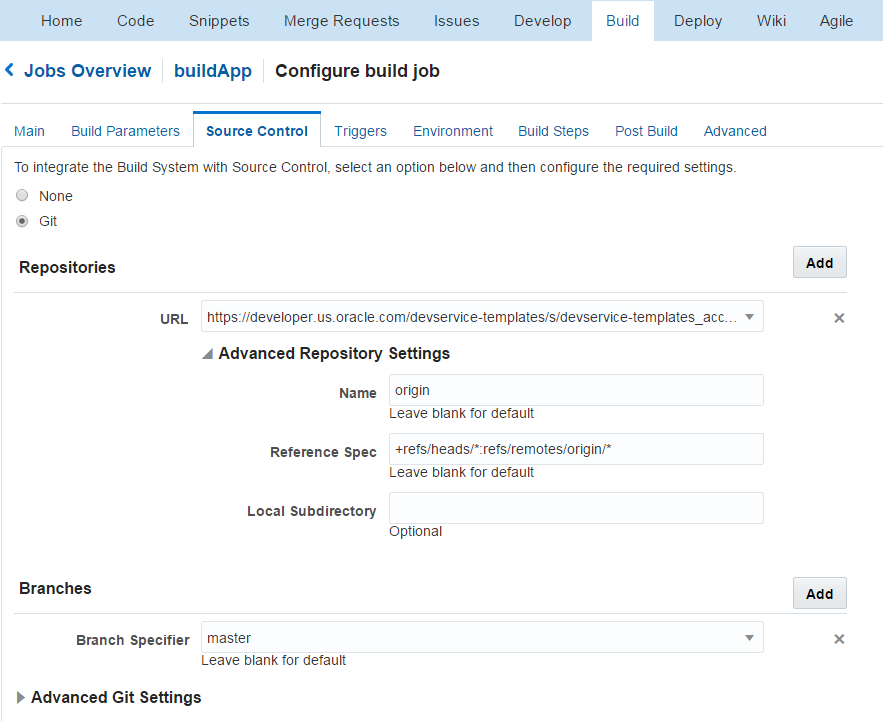 Home Code Snippets Merge Requests Issues Develop Build Deploy Wiki Agile
Jobs Overview buildApp Configure build job
Main Build Parameters Source Control Triggers Environment Build Steps Post Build Advanced
To integrate the Build System with Source Control, select an option below and then configure the required settings.
None
Git
Repositories Add
URL https://developer.us.oracle.com/devservice-templates/s/devservice-templates_acc...
Advanced Repository Settings
Name origin
Leave blank for default
Reference Spec +refs/heads/*:refs/remotes/origin/*
Leave blank for default
Local Subdirectory
Optional
Branches Add
Branch Specifier master
Leave blank for default
Advanced Git Settings